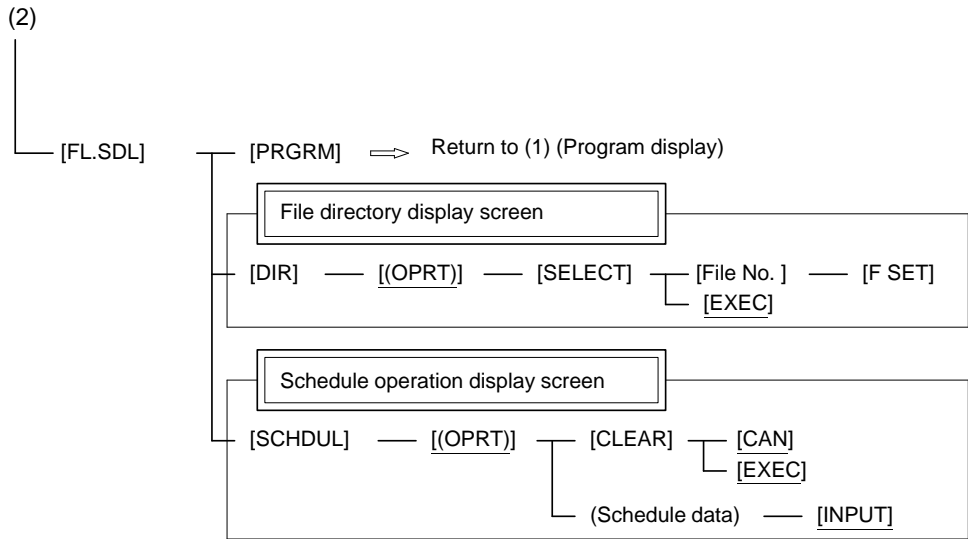 (2)
[FL.SDL] [PRGRM] Return to (1) (Program display)
File directory display screen
[DIR] [(OPRT)] [SELECT] [File No. ] [F SET]
[EXEC]
Schedule operation display screen
[SCHDUL] [(OPRT)] [CLEAR] [CAN]
[EXEC]
(Schedule data) [INPUT]